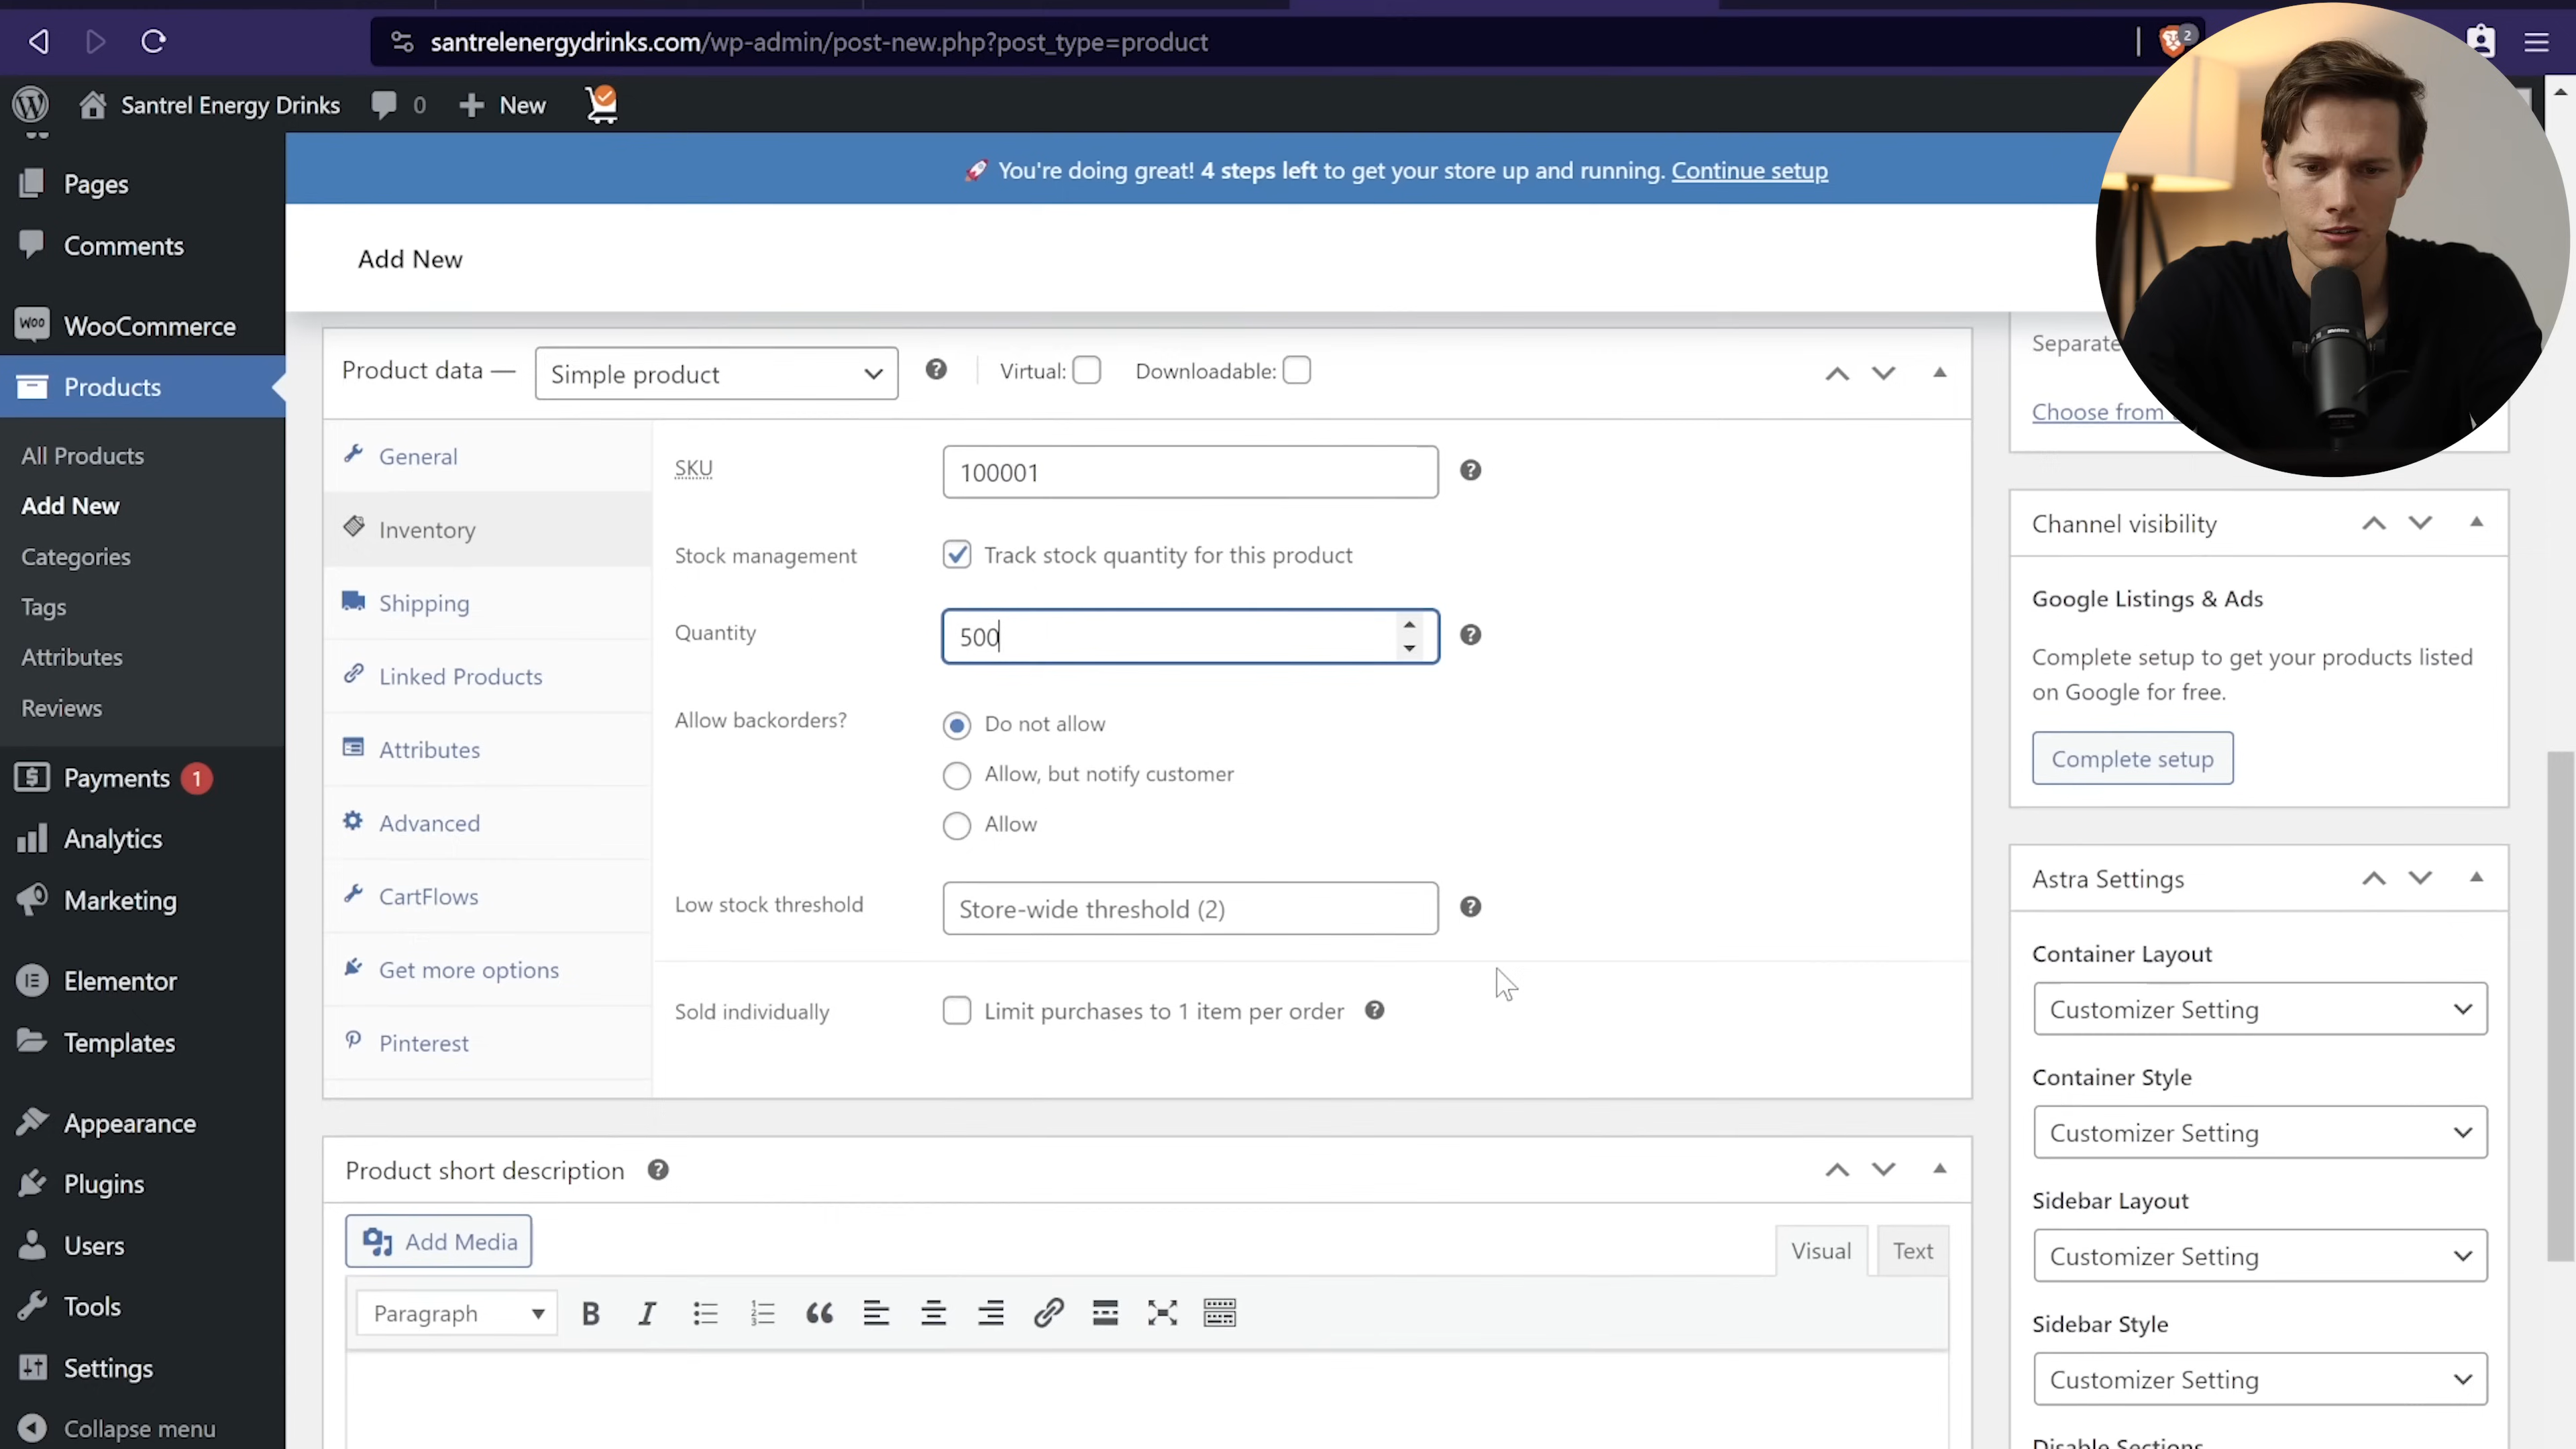 santrelenergydrinks.com/wp-admin/post-new.php?post_type=product
2
Santrel Energy Drinks
0
New
Pages
Comments
WooCommerce
Products
All Products
Add New
Categories
Tags
Attributes
Reviews
Payments 1
Analytics
Marketing
Elementor
Templates
Appearance
Plugins
Users
Tools
Settings
Collapse menu
You're doing great! 4 steps left to get your store up and running. Continue setup
Add New
Product data — Simple product Virtual: Downloadable:
General
Inventory
Shipping
Linked Products
Attributes
Advanced
CartFlows
Get more options
Pinterest
SKU 100001
Stock management Track stock quantity for this product
Quantity 500
Allow backorders? Do not allow
Allow, but notify customer
Allow
Low stock threshold Store-wide threshold (2)
Sold individually Limit purchases to 1 item per order
Product short description
Add Media
Visual Text
Paragraph
Separate
Choose from
Channel visibility
Google Listings & Ads
Complete setup to get your products listed
on Google for free.
Complete setup
Astra Settings
Container Layout
Customizer Setting
Container Style
Customizer Setting
Sidebar Layout
Customizer Setting
Sidebar Style
Customizer Setting
Disable Sections